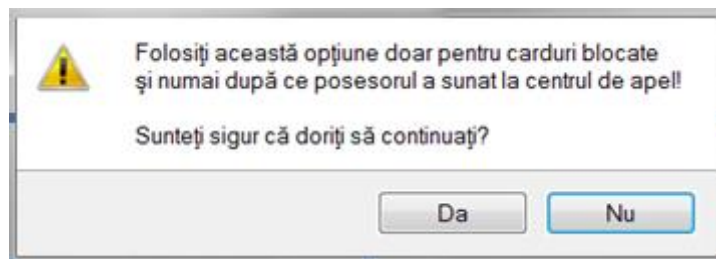 Folosiţi această opţiune doar pentru carduri blocate
şi numai după ce posesorul a sunat la centrul de apel!
Sunteţi sigur că doriţi să continuaţi?
Da
Nu